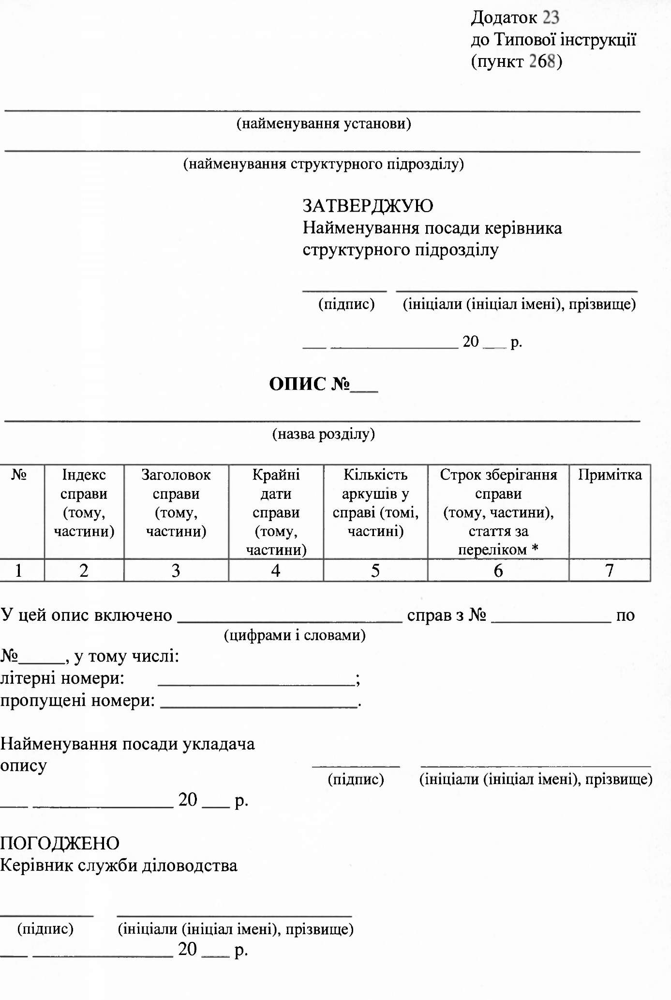 Додаток 23
до Типової інструкції
(пункт 268)
(найменування установи)
(найменування структурного підрозділу)
ЗАТВЕРДЖУЮ
Найменування посади керівника
структурного підрозділу
(підпис) (ініціали (ініціал імені), прізвище)
___ ________________ 20 ___ р.
ОПИС №___
(назва розділу)
№ Індекс Заголовок Крайні Кількість Строк зберігання Примітка
справи справи дати аркушів у справи
(тому, (тому, справи справі (томі, (тому, частини),
частини) частини) (тому, частині) стаття за
частини) переліком *
1 2 3 4 5 6 7
У цей опис включено ________________________ справ з № _____________ по
(цифрами і словами)
№_____, у тому числі:
літерні номери: _____________________;
пропущені номери: _____________________.
Найменування посади укладача
опису
(підпис) (ініціали (ініціал імені), прізвище)
___ _______________ 20 ___ р.
ПОГОДЖЕНО
Керівник служби діловодства
(підпис) (ініціали (ініціал імені), прізвище)
___ _______________ 20 ___ р.